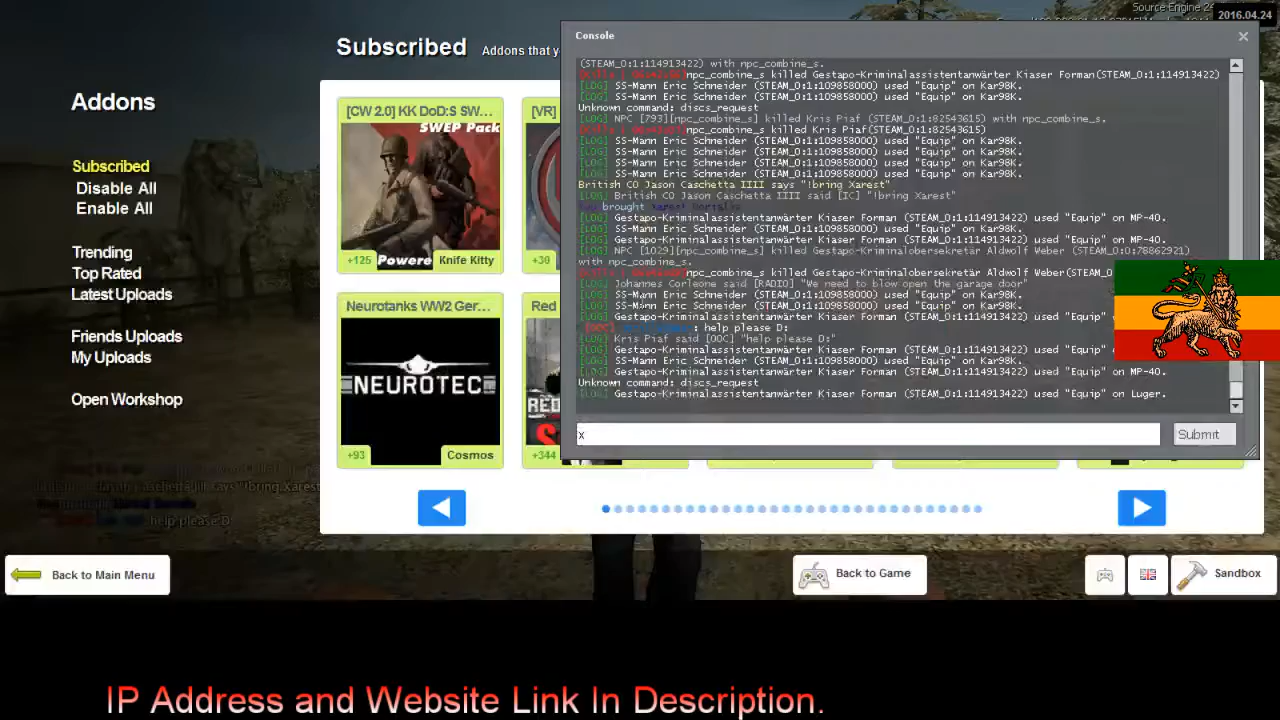 Source Engine 24
2016.04.24
Subscribed
Addons that y
Addons
Subscribed
Disable All
Enable All
Trending
Top Rated
Latest Uploads
Friends Uploads
My Uploads
Open Workshop
[CW 2.0] KK DoD:S SW...
SWEP Pack
+125
Powere
Knife Kitty
[VR]
+30
Neurotanks WW2 Ger...
NEUROTEC
+93
Cosmos
Red
RED
+344
Console
(STEAM_0:1:114913422) with npc_combine_s.
npc_combine_s killed Gestapo-Kriminalassistentanwärter Kiaser Forman(STEAM_0:1:114913422)
[LOG] SS-Mann Eric Schneider (STEAM_0:1:109858000) used "Equip" on Kar98K.
[LOG] SS-Mann Eric Schneider (STEAM_0:1:109858000) used "Equip" on Kar98K.
Unknown command: discs_request
[LOG] NPC [793][npc_combine_s] killed Kris Piaf (STEAM_0:1:82543615) with npc_combine_s.
npc_combine_s killed Kris Piaf(STEAM_0:1:82543615)
[LOG] SS-Mann Eric Schneider (STEAM_0:1:109858000) used "Equip" on Kar98K.
[LOG] SS-Mann Eric Schneider (STEAM_0:1:109858000) used "Equip" on Kar98K.
[LOG] SS-Mann Eric Schneider (STEAM_0:1:109858000) used "Equip" on Kar98K.
[LOG] SS-Mann Eric Schneider (STEAM_0:1:109858000) used "Equip" on Kar98K.
British CO Jason Caschetta IIII says "!bring Xarest"
[LOG] British CO Jason Caschetta IIII said [IC] "!bring Xarest"
brought
[LOG] Gestapo-Kriminalassistentanwärter Kiaser Forman (STEAM_0:1:114913422) used "Equip" on MP-40.
[LOG] SS-Mann Eric Schneider (STEAM_0:1:109858000) used "Equip" on Kar98K.
[LOG] Gestapo-Kriminalassistentanwärter Kiaser Forman (STEAM_0:1:114913422) used "Equip" on MP-40.
[LOG] NPC [1029][npc_combine_s] killed Gestapo-Kriminalobersekretär Aldwolf Weber (STEAM_0:1:78862921)
with npc_combine_s.
npc_combine_s killed Gestapo-Kriminalobersekretär Aldwolf Weber(STEAM_0
[LOG] Johannes Corleone said [RADIO] "We need to blow open the garage door"
[LOG] SS-Mann Eric Schneider (STEAM_0:1:109858000) used "Equip" on Kar98K.
[LOG] SS-Mann Eric Schneider (STEAM_0:1:109858000) used "Equip" on Kar98K.
[LOG] Gestapo-Kriminalassistentanwärter Kiaser Forman (STEAM_0:1:114913422) used "Equip" on
[OOC] : help please D:
[LOG] Kris Piaf said [OOC] "help please D:"
[LOG] Gestapo-Kriminalassistentanwärter Kiaser Forman (STEAM_0:1:114913422) used "Equip" on
[LOG] SS-Mann Eric Schneider (STEAM_0:1:109858000) used "Equip" on Kar98K.
[LOG] Gestapo-Kriminalassistentanwärter Kiaser Forman (STEAM_0:1:114913422) used "Equip" on MP-40.
Unknown command: discs_request
[LOG] Gestapo-Kriminalassistentanwärter Kiaser Forman (STEAM_0:1:114913422) used "Equip" on Luger.
x
Submit
says "!bring Xarest
help please D:
Back to Main Menu
Back to Game
Sandbox
IP Address and Website Link In Description.